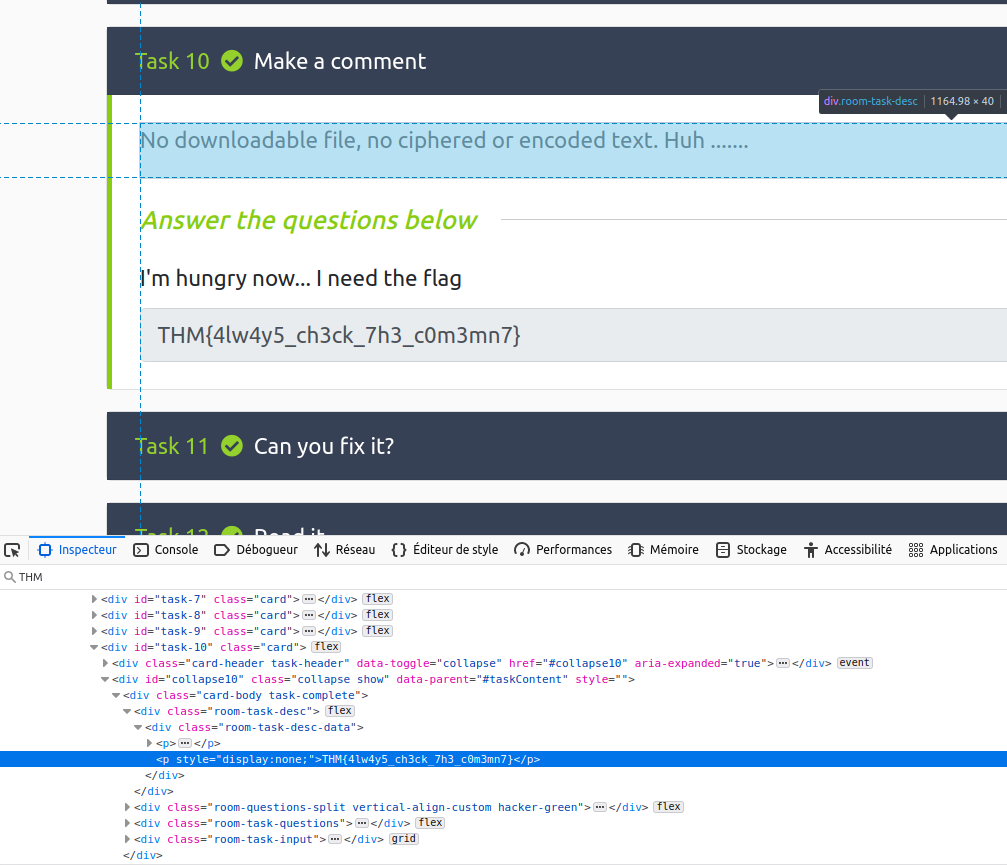 Task 10 Make a comment
div.room-task-desc 1164.98 × 40
No downloadable file, no ciphered or encoded text. Huh .......
Answer the questions below
I'm hungry now... I need the flag
THM{4lw4y5_ch3ck_7h3_c0m3mn7}
Task 11 Can you fix it?
Task 12 Read it
Inspecteur Console Débogueur Réseau Éditeur de style Performances Mémoire Stockage Accessibilité Applications
THM
<div id="task-7" class="card"> ··· </div> flex
<div id="task-8" class="card"> ··· </div> flex
<div id="task-9" class="card"> ··· </div> flex
<div id="task-10" class="card"> flex
<div class="card-header task-header" data-toggle="collapse" href="#collapse10" aria-expanded="true"> ··· </div> event
<div id="collapse10" class="collapse show" data-parent="#taskContent" style="">
<div class="card-body task-complete">
<div class="room-task-desc"> flex
<div class="room-task-desc-data">
<p> ··· </p>
<p style="display:none;">THM{4lw4y5_ch3ck_7h3_c0m3mn7}</p>
</div>
</div>
<div class="room-questions-split vertical-align-custom hacker-green"> ··· </div> flex
<div class="room-task-questions"> ··· </div> flex
<div class="room-task-input"> ··· </div> grid
</div>